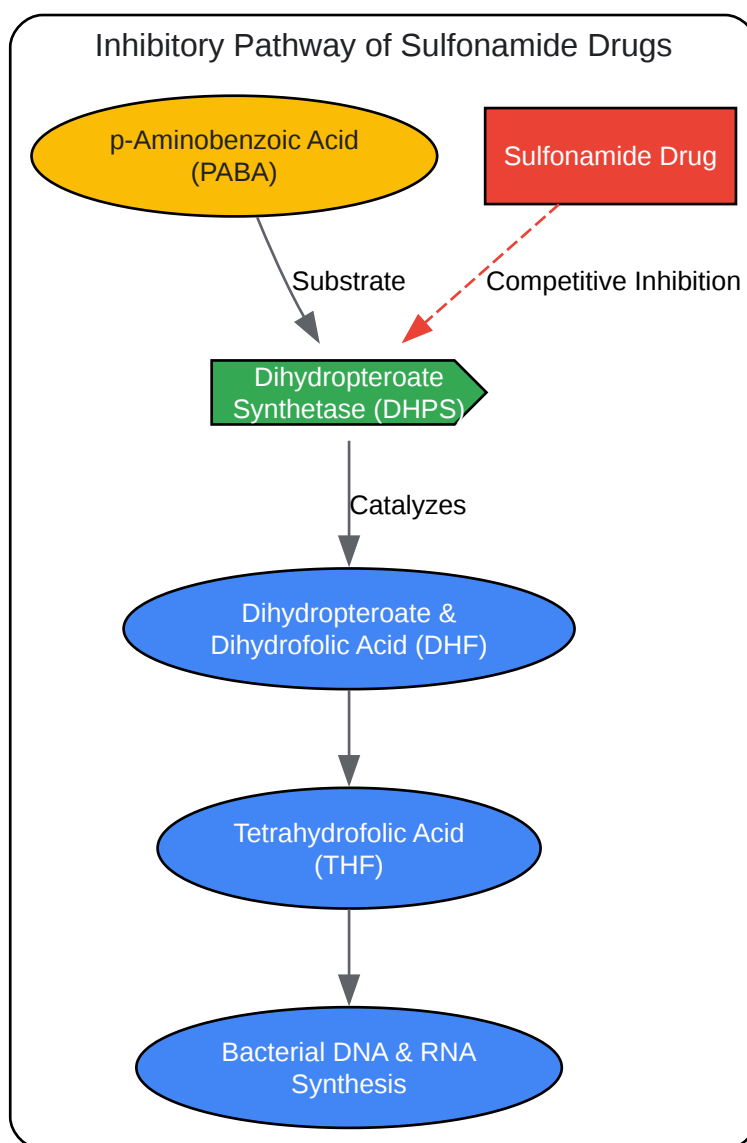 Inhibitory Pathway of Sulfonamide Drugs
p-Aminobenzoic Acid
(PABA)
Sulfonamide Drug
Substrate
Competitive Inhibition
Dihydropteroate
Synthetase (DHPS)
Catalyzes
Dihydropteroate &
Dihydrofolic Acid (DHF)
Tetrahydrofolic Acid
(THF)
Bacterial DNA & RNA
Synthesis